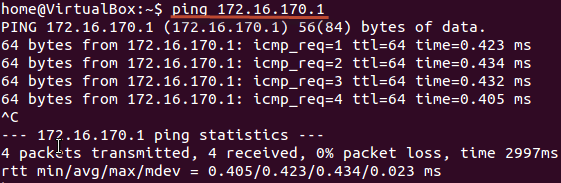 home@VirtualBox:~$ ping 172.16.170.1
PING 172.16.170.1 (172.16.170.1) 56(84) bytes of data.
64 bytes from 172.16.170.1: icmp_req=1 ttl=64 time=0.423 ms
64 bytes from 172.16.170.1: icmp_req=2 ttl=64 time=0.434 ms
64 bytes from 172.16.170.1: icmp_req=3 ttl=64 time=0.432 ms
64 bytes from 172.16.170.1: icmp_req=4 ttl=64 time=0.405 ms
^C
--- 172.16.170.1 ping statistics ---
4 packets transmitted, 4 received, 0% packet loss, time 2997ms
rtt min/avg/max/mdev = 0.405/0.423/0.434/0.023 ms